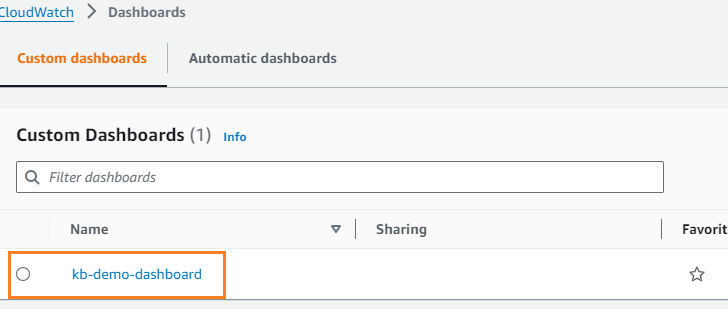 CloudWatch > Dashboards
Custom dashboards
Automatic dashboards
Custom Dashboards (1) Info
Filter dashboards
Name
Sharing
Favorit
kb-demo-dashboard